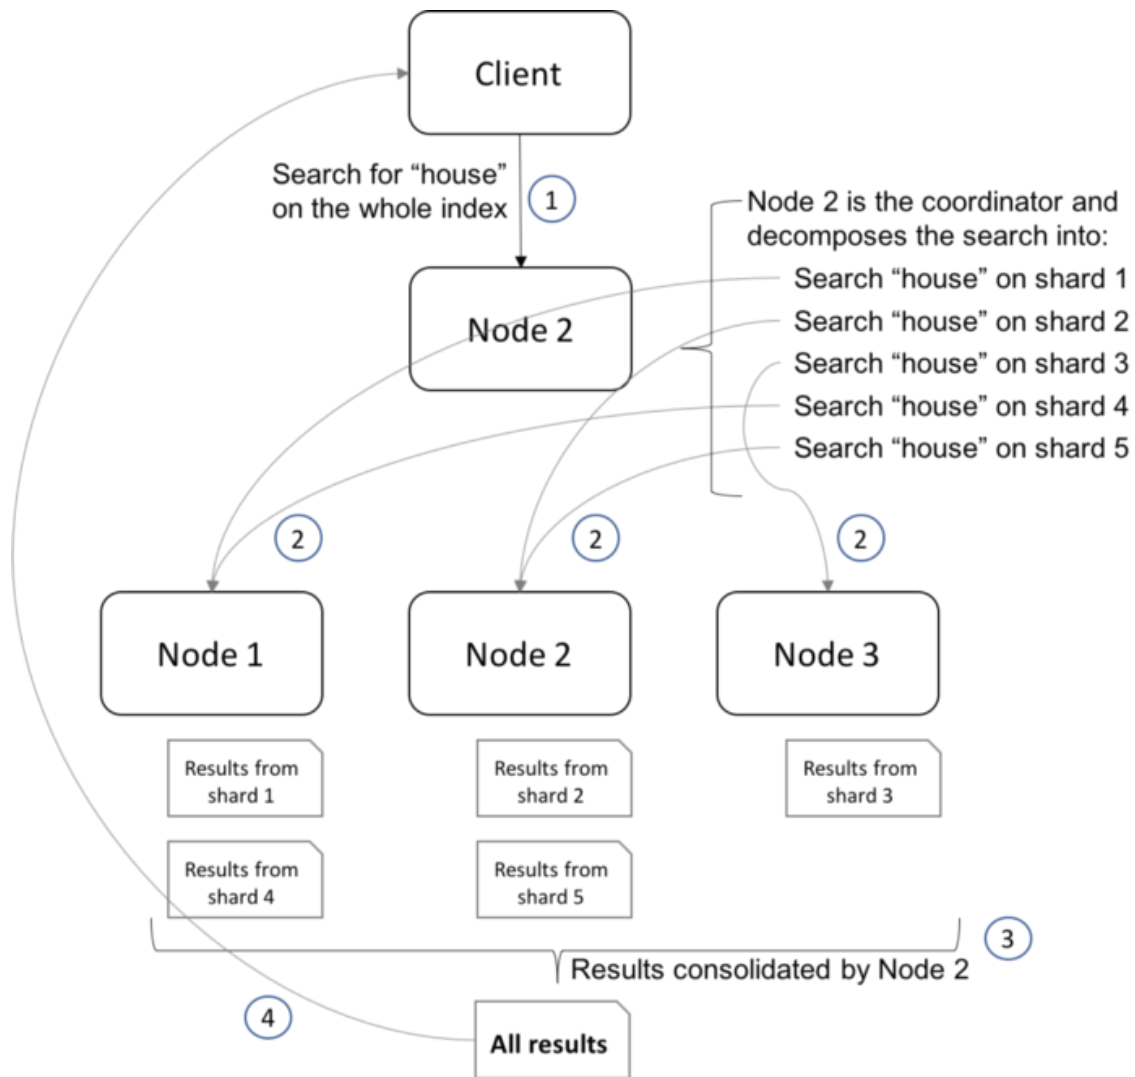 Client
Search for “house”
on the whole index
1
Node 2 is the coordinator and
decomposes the search into:
Node 2
Search “house” on shard 1
Search “house” on shard 2
Search “house” on shard 3
Search “house” on shard 4
Search “house” on shard 5
2
2
2
Node 1
Node 2
Node 3
Results from
shard 1
Results from
shard 2
Results from
shard 3
Results from
shard 4
Results from
shard 5
3
Results consolidated by Node 2
4
All results